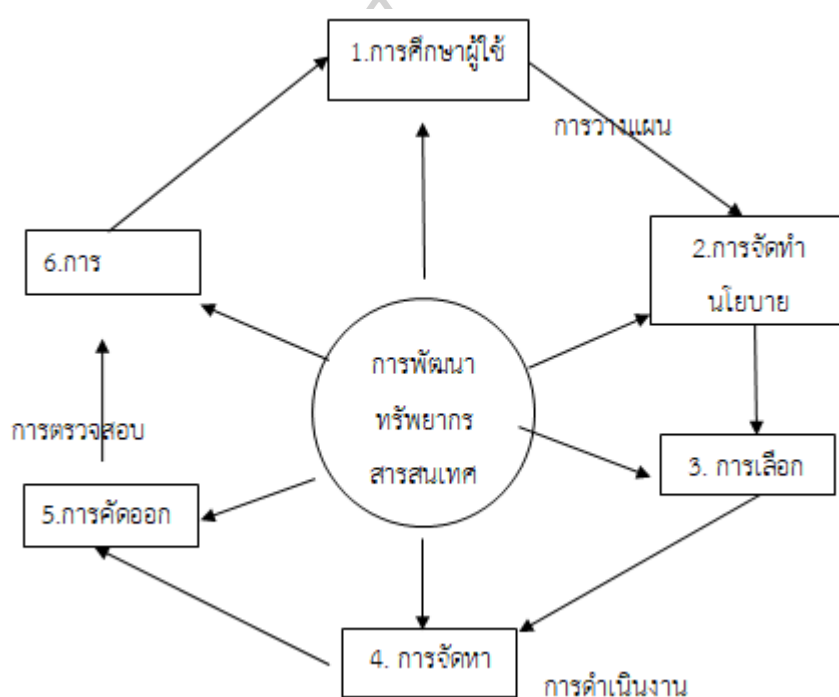 1.การศึกษาผู้ใช้
การวางแผน
2.การจัดทำ
นโยบาย
6.การ
การพัฒนา
ทรัพยากร
สารสนเทศ
การตรวจสอบ
3. การเลือก
5.การคัดออก
4. การจัดหา
การดำเนินงาน